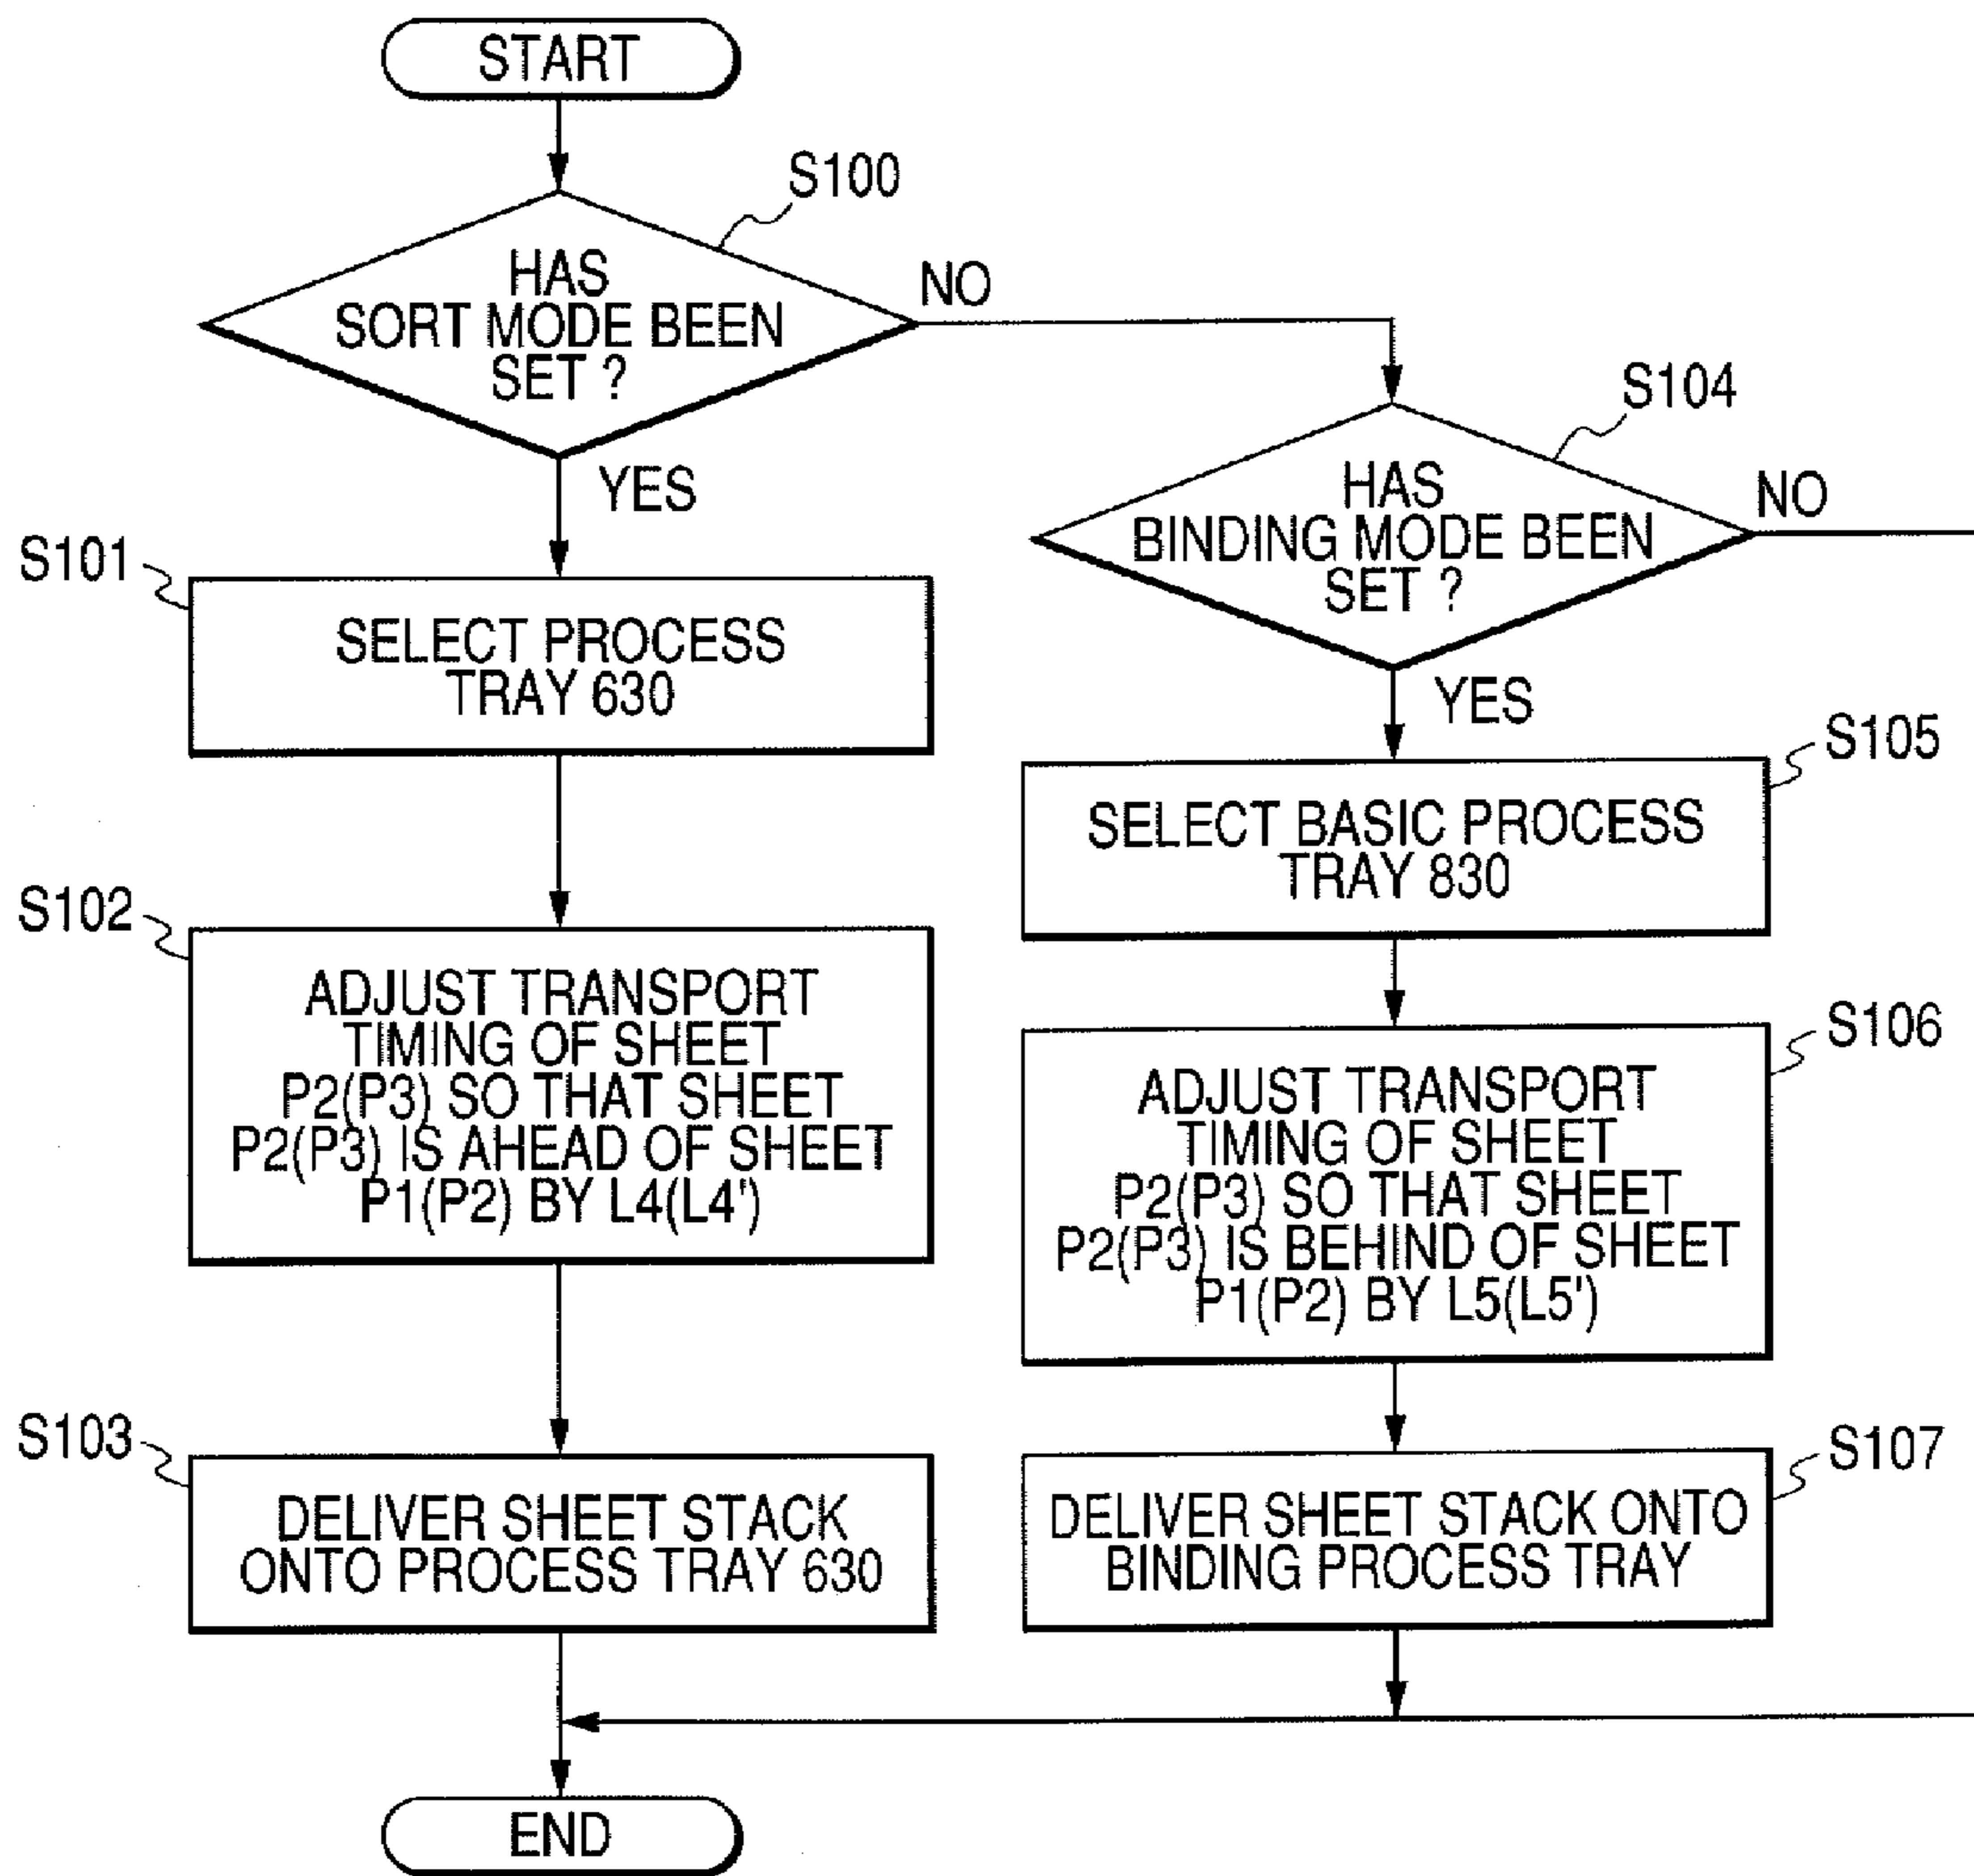 START
S100
HAS
SORT MODE BEEN
SET ?
NO
YES
S101
SELECT PROCESS
TRAY 630
S102
ADJUST TRANSPORT
TIMING OF SHEET
P2(P3) SO THAT SHEET
P2(P3) IS AHEAD OF SHEET
P1(P2) BY L4(L4')
S103
DELIVER SHEET STACK
ONTO PROCESS TRAY 630
S104
HAS
BINDING MODE BEEN
SET ?
NO
YES
S105
SELECT BASIC PROCESS
TRAY 830
S106
ADJUST TRANSPORT
TIMING OF SHEET
P2(P3) SO THAT SHEET
P2(P3) IS BEHIND OF SHEET
P1(P2) BY L5(L5')
S107
DELIVER SHEET STACK ONTO
BINDING PROCESS TRAY
END